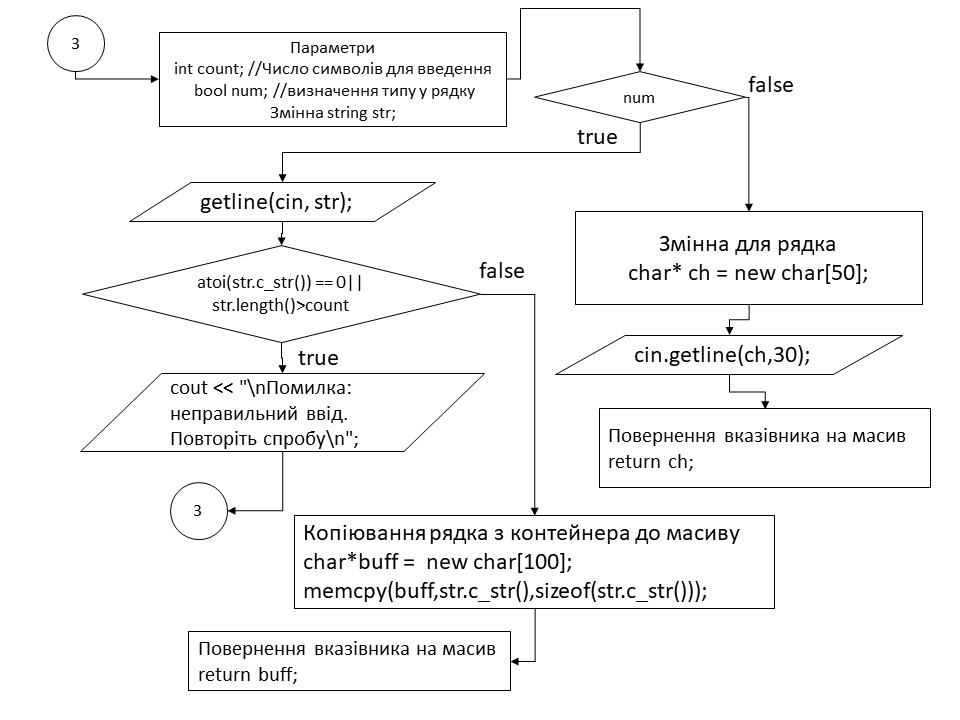 3
Параметри
int count; //Число символів для введення
bool num; //визначення типу у рядку
Змінна string str;
num
false
true
getline(cin, str);
Змінна для рядка
char* ch = new char[50];
atoi(str.c_str()) == 0||
str.length()>count
false
true
cin.getline(ch,30);
cout << "\nПомилка:
неправильний ввід.
Повторіть спробу\n";
Повернення вказівника на масив
return ch;
3
Копіювання рядка з контейнера до масиву
char*buff = new char[100];
memcpy(buff,str.c_str(),sizeof(str.c_str()));
Повернення вказівника на масив
return buff;